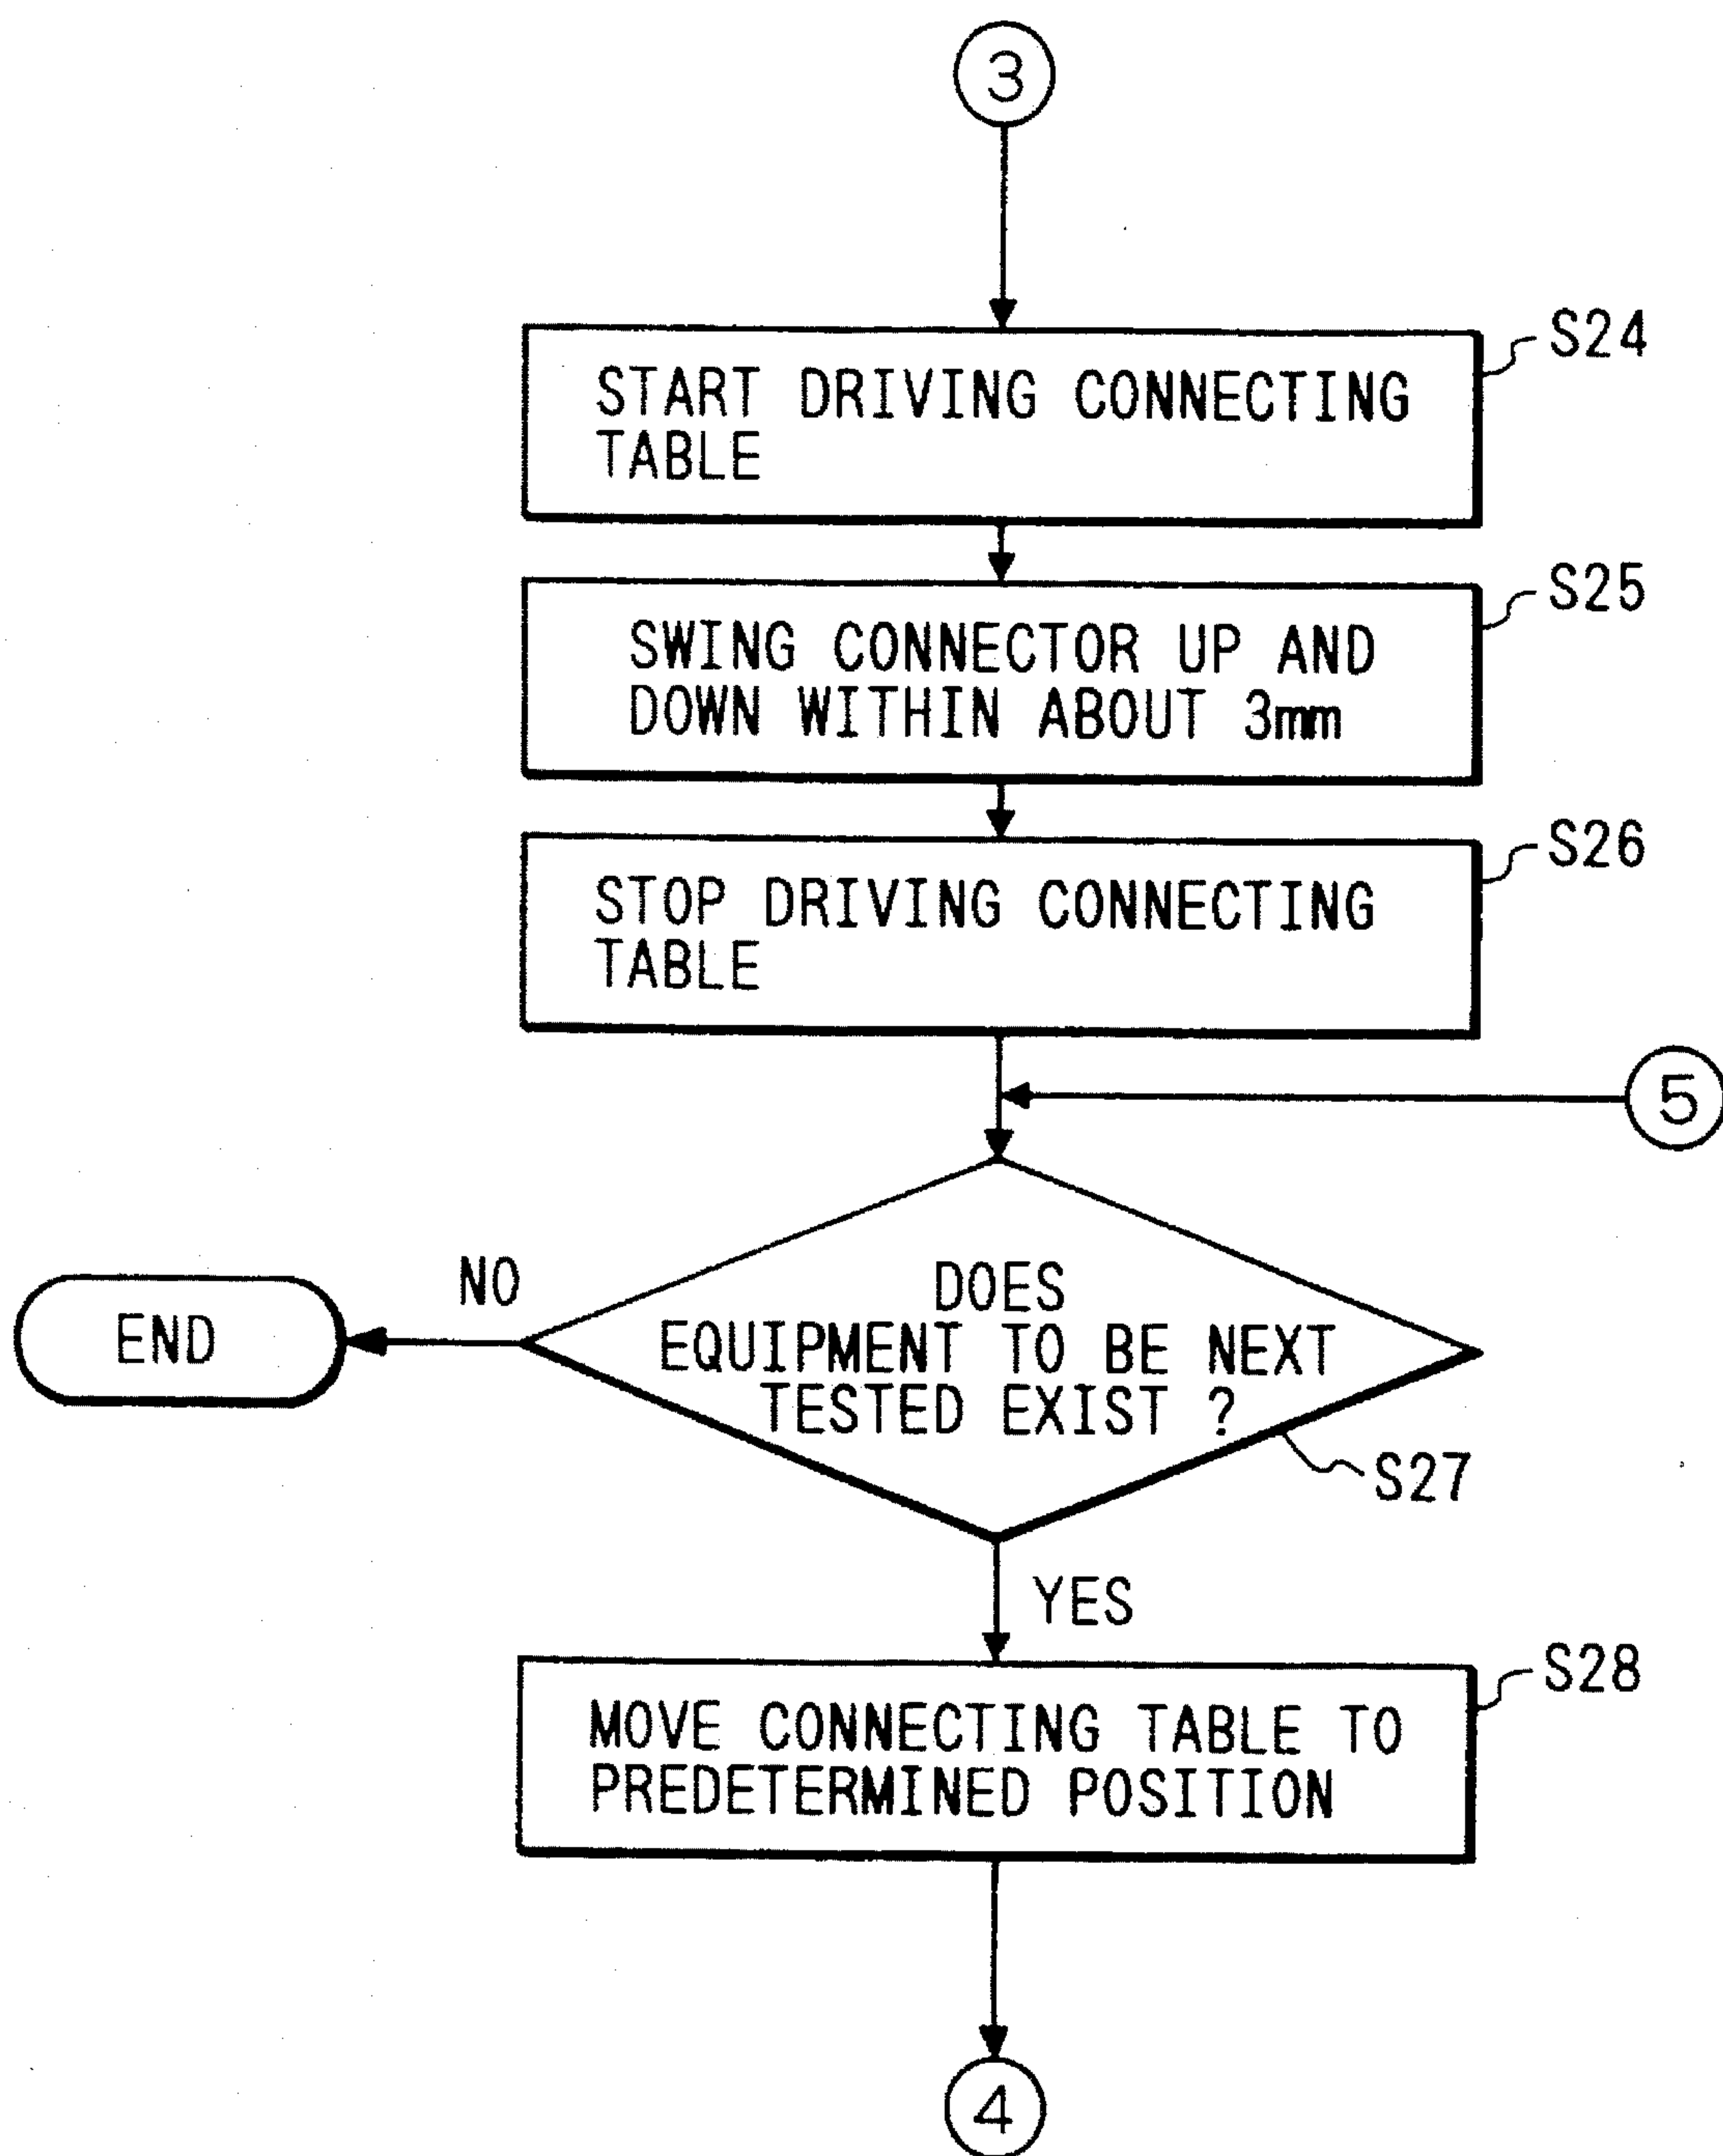 3
START DRIVING CONNECTING
TABLE
S24
SWING CONNECTOR UP AND
DOWN WITHIN ABOUT 3mm
S25
STOP DRIVING CONNECTING
TABLE
S26
5
DOES
EQUIPMENT TO BE NEXT
TESTED EXIST ?
S27
NO
END
YES
MOVE CONNECTING TABLE TO
PREDETERMINED POSITION
S28
4